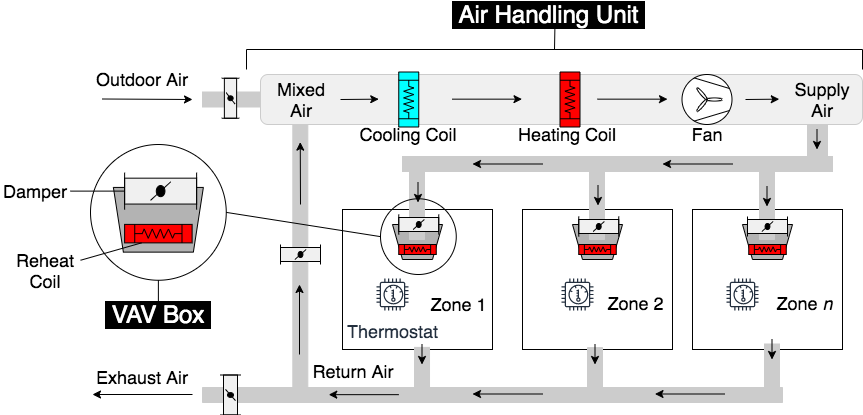 Air Handling Unit
Outdoor Air
Mixed
Air
Supply
Air
Cooling Coil
Heating Coil
Fan
Damper
Reheat
Coil
VAV Box
Zone 1
Zone 2
Zone n
Thermostat
Exhaust Air
Return Air